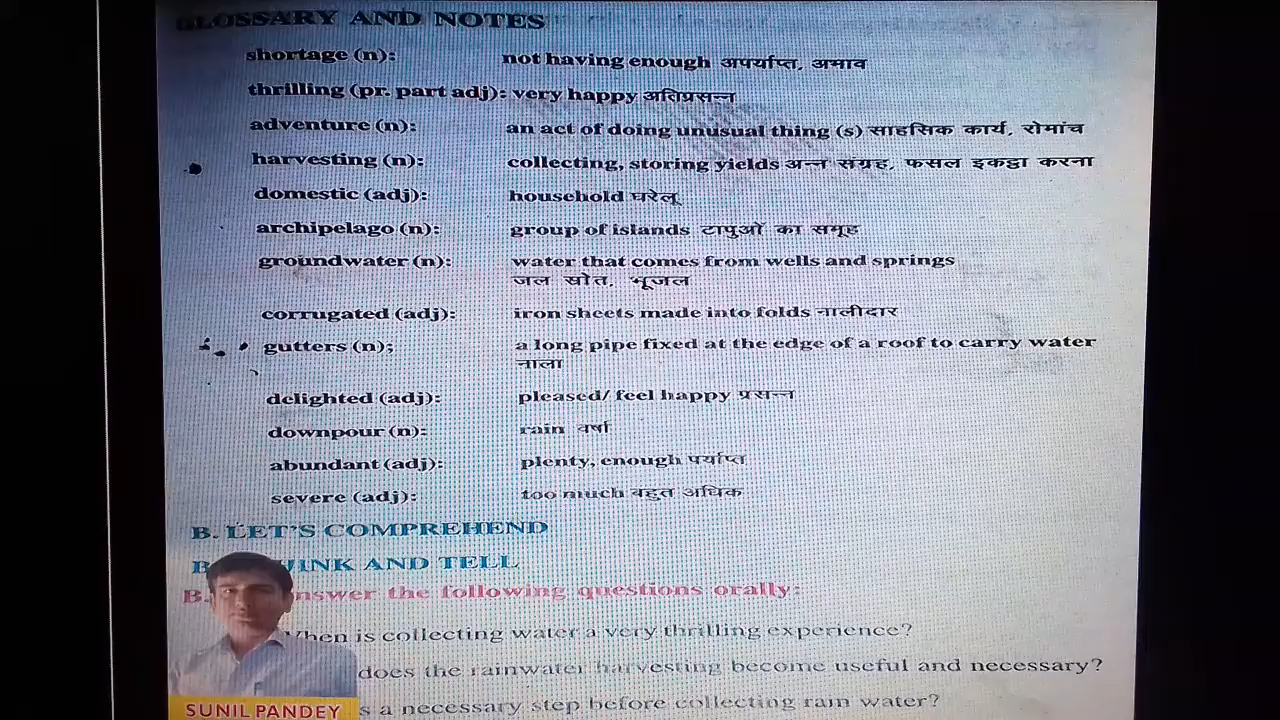 GLOSSARY AND NOTES
shortage (n): not having enough अपर्याप्त, अभाव
thrilling (pr. part adj): very happy अतिप्रसन्न
adventure (n): an act of doing unusual thing (s) साहसिक कार्य, रोमांच
harvesting (n): collecting, storing yields अन्न संग्रह, फसल इकट्ठा करना
domestic (adj): household घरेलू
archipelago (n): group of islands टापुओं का समूह
groundwater (n): water that comes from wells and springs
जल स्रोत, भूजल
corrugated (adj): iron sheets made into folds नालीदार
gutters (n); a long pipe fixed at the edge of a roof to carry water
नाला
delighted (adj): pleased/ feel happy प्रसन्न
downpour (n): rain वर्षा
abundant (adj): plenty, enough पर्याप्त
severe (adj): too much बहुत अधिक
B. LET'S COMPREHEND
AND TELL
the following questions orally:
is collecting water a very thrilling experience?
does the rainwater harvesting become useful and necessary?
a necessary step before collecting rain water?
SUNIL PANDEY